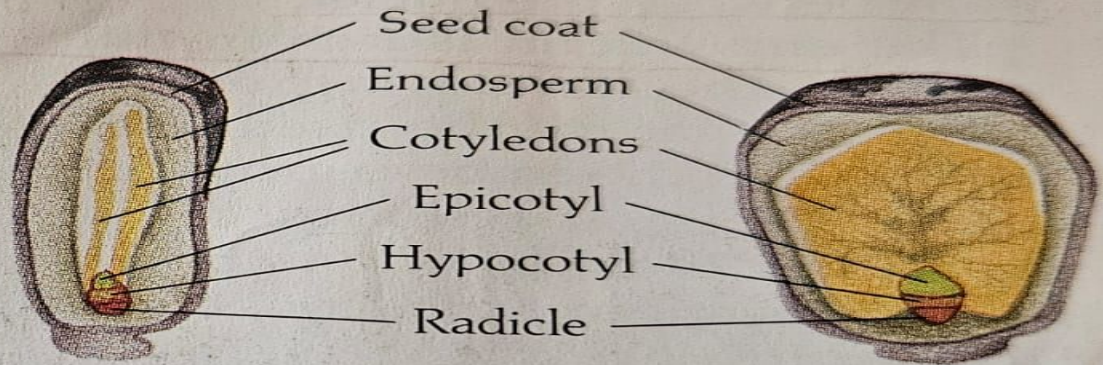 Seed coat
Endosperm
Cotyledons
Epicotyl
Hypocotyl
Radicle